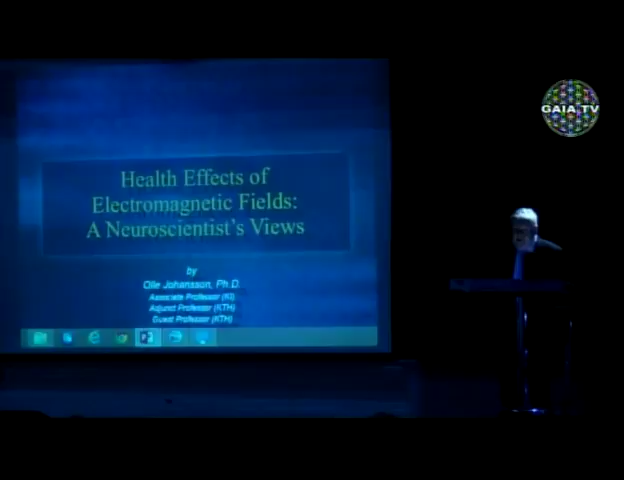 Health Effects of
Electromagnetic Fields:
A Neuroscientist's Views
by
Olle Johansson, Ph.D.
Associate Professor (KI)
Adjunct Professor (KTH)
Guest Professor (KTH)
GAIA TV